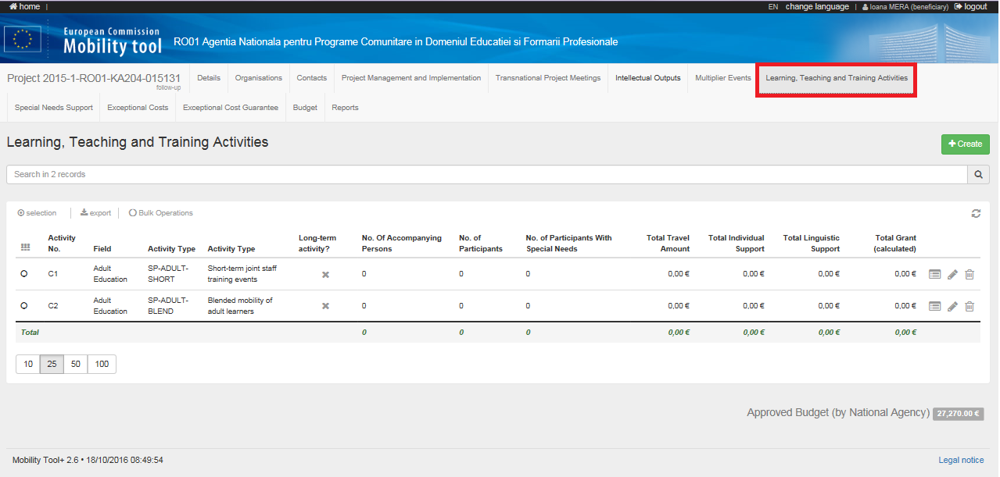 home |
EN change language | Ioana MERA (beneficiary) logout
European Commission
Mobility tool
RO01 Agentia Nationala pentru Programe Comunitare in Domeniul Educatiei si Formarii Profesionale
Project 2015-1-RO01-KA204-015131
follow-up
Details Organisations Contacts Project Management and Implementation Transnational Project Meetings Intellectual Outputs Multiplier Events Learning, Teaching and Training Activities
Special Needs Support Exceptional Costs Exceptional Cost Guarantee Budget Reports
Learning, Teaching and Training Activities
+ Create
Search in 2 records
selection | export | Bulk Operations
Activity No. Field Activity Type Activity Type Long-term activity? No. Of Accompanying Persons No. of Participants No. of Participants With Special Needs Total Travel Amount Total Individual Support Total Linguistic Support Total Grant (calculated)
C1 Adult Education SP-ADULT-SHORT Short-term joint staff training events 0 0 0 0,00 € 0,00 € 0,00 € 0,00 €
C2 Adult Education SP-ADULT-BLEND Blended mobility of adult learners 0 0 0 0,00 € 0,00 € 0,00 € 0,00 €
Total 0 0 0 0,00 € 0,00 € 0,00 € 0,00 €
10 25 50 100
Approved Budget (by National Agency) 27,270.00 €
Mobility Tool+ 2.6 • 18/10/2016 08:49:54
Legal notice